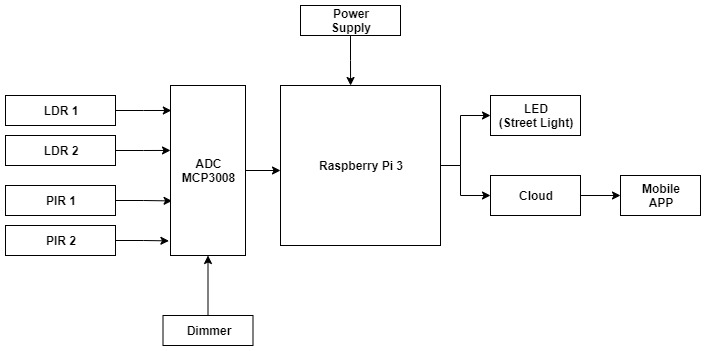 Power
Supply
LDR 1
LDR 2
PIR 1
PIR 2
ADC
MCP3008
Raspberry Pi 3
LED
(Street Light)
Cloud
Mobile
APP
Dimmer